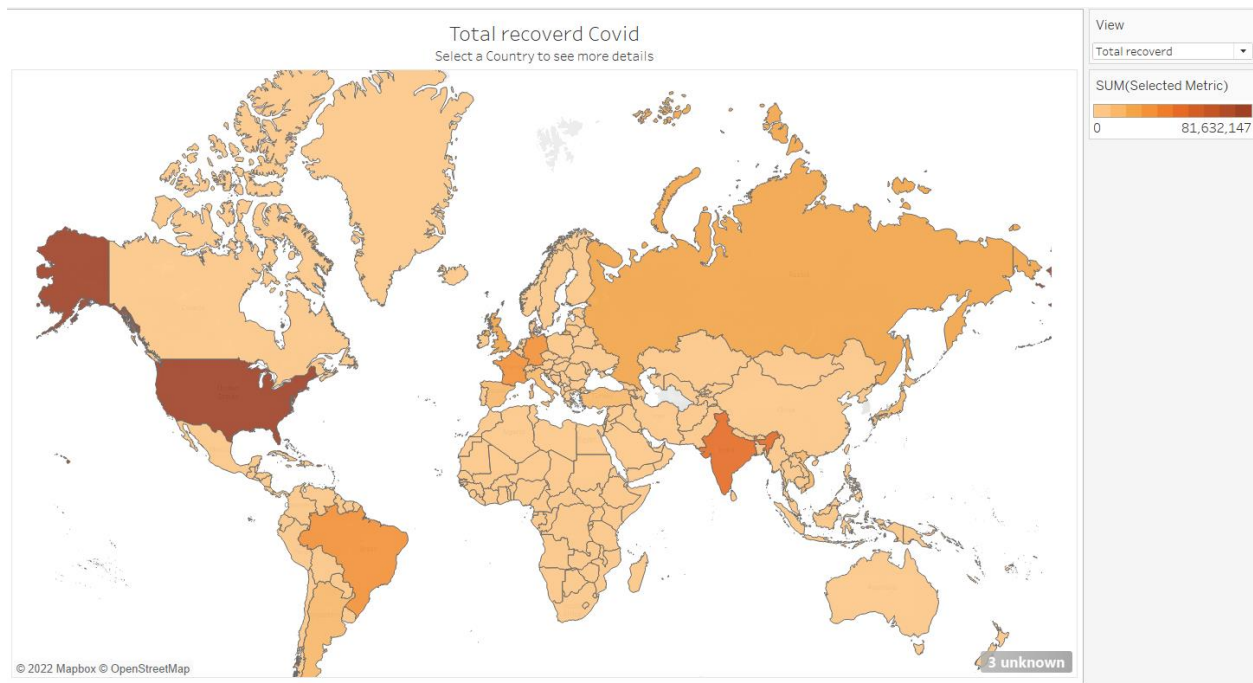 Total recoverd Covid
Select a Country to see more details
View
Total recoverd
SUM(Selected Metric)
0 81,632,147
© 2022 Mapbox © OpenStreetMap
3 unknown